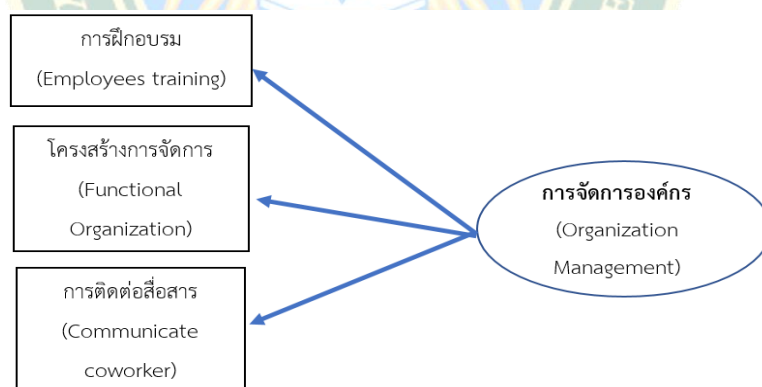 การฝึกอบรม
(Employees training)
โครงสร้างการจัดการ
(Functional
Organization)
การติดต่อสื่อสาร
(Communicate
coworker)
การจัดการองค์กร
(Organization
Management)